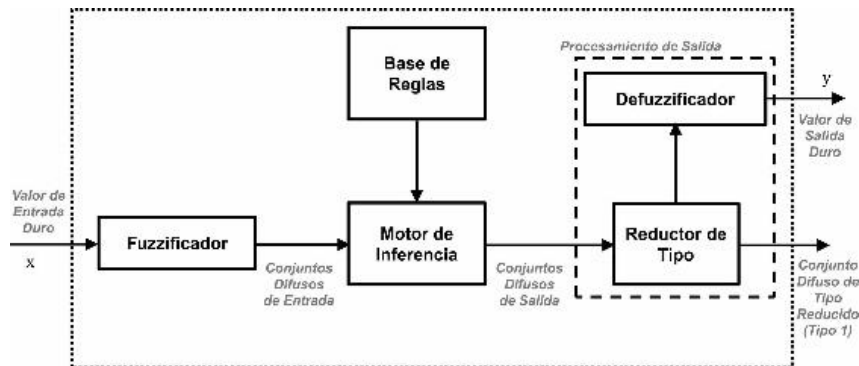 Procesamiento de Salida
Base de
Reglas
Defuzzificador
y
Valor de
Salida
Duro
Valor de
Entrada
Duro
x
Fuzzificador
Motor de
Inferencia
Reductor de
Tipo
Conjuntos
Difusos
de Entrada
Conjuntos
Difusos
de Salida
Conjunto
Difuso de
Tipo
Reducido
(Tipo 1)